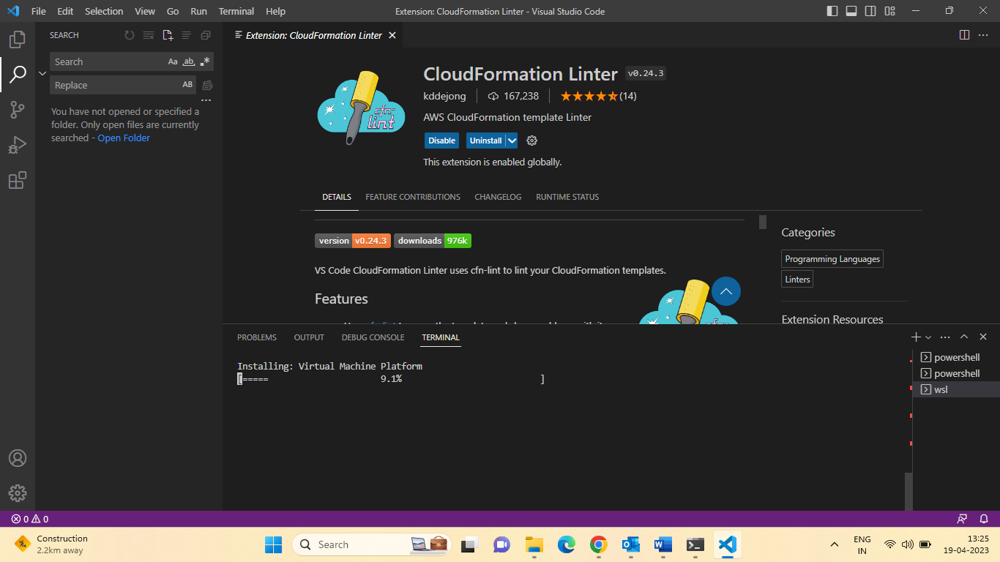 File Edit Selection View Go Run Terminal Help
Extension: CloudFormation Linter - Visual Studio Code
SEARCH
Search
Aa ab
Replace
AB
You have not opened or specified a
folder. Only open files are currently
searched - Open Folder
Extension: CloudFormation Linter
cfn-
lint
CloudFormation Linter v0.24.3
kddejong 167,238 (14)
AWS CloudFormation template Linter
Disable Uninstall
This extension is enabled globally.
DETAILS FEATURE CONTRIBUTIONS CHANGELOG RUNTIME STATUS
version v0.24.3 downloads 976k
VS Code CloudFormation Linter uses cfn-lint to lint your CloudFormation templates.
Features
Categories
Programming Languages
Linters
Extension Resources
PROBLEMS OUTPUT DEBUG CONSOLE TERMINAL
Installing: Virtual Machine Platform
[===== 9.1% ]
powershell
powershell
wsl
0 0
Construction
2.2km away
Search
ENG
IN
13:25
19-04-2023